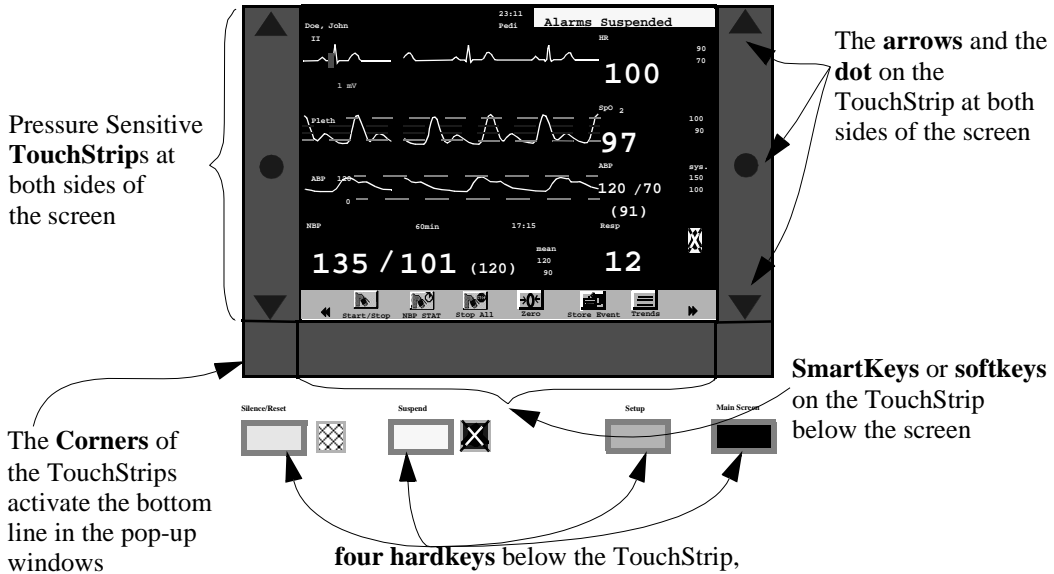 23:11
Doe, John
Pedi
Alarms Suspended
II
HR
90
70
100
1 mV
SpO 2
Pleth
100
90
97
ABP
sys.
ABP
120
150
120 /70
100
0
(91)
NBP
60min
17:15
Resp
mean
135 / 101 (120)
120
90
12
Start/Stop
NBP STAT
Stop All
Zero
Store Event
Trends
Pressure Sensitive
TouchStrips at
both sides of
the screen
The arrows and the
dot on the
TouchStrip at both
sides of the screen
SmartKeys or softkeys
on the TouchStrip
below the screen
Silence/Reset
Suspend
Setup
Main Screen
The Corners of
the TouchStrips
activate the bottom
line in the pop-up
windows
four hardkeys below the TouchStrip,